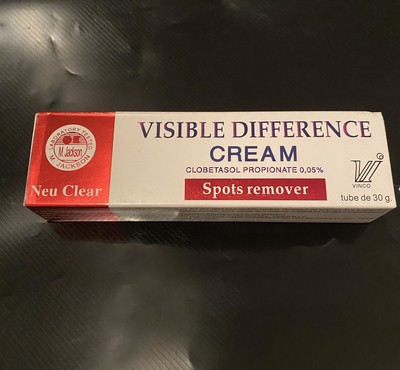 LABORATORY TESTED
M Jackson
M. JACKSON
Neu Clear
VISIBLE DIFFERENCE
CREAM
CLOBETASOL PROPIONATE 0,05%
Spots remover
VINCO
tube de 30 g.